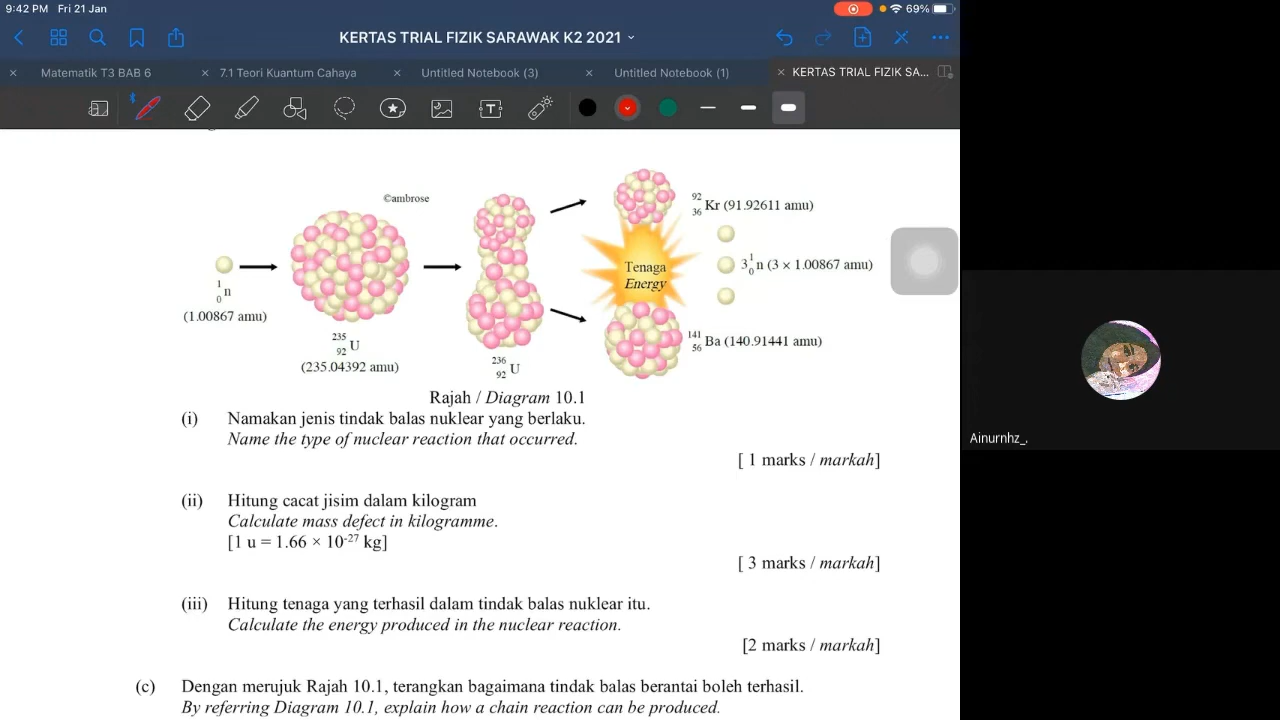 9:42 PM Fri 21 Jan
69%
KERTAS TRIAL FIZIK SARAWAK K2 2021
Matematik T3 BAB 6
7.1 Teori Kuantum Cahaya
Untitled Notebook (3)
Untitled Notebook (1)
KERTAS TRIAL FIZIK SA...
T
©ambrose
1
0 n
(1.00867 amu)
235
92 U
(235.04392 amu)
236
92 U
Tenaga
Energy
92
36 Kr (91.92611 amu)
3 1
0 n (3 × 1.00867 amu)
141
56 Ba (140.91441 amu)
Rajah / Diagram 10.1
(i) Namakan jenis tindak balas nuklear yang berlaku.
Name the type of nuclear reaction that occurred.
[ 1 marks / markah]
(ii) Hitung cacat jisim dalam kilogram
Calculate mass defect in kilogramme.
[1 u = 1.66 × 10-27 kg]
[ 3 marks / markah]
(iii) Hitung tenaga yang terhasil dalam tindak balas nuklear itu.
Calculate the energy produced in the nuclear reaction.
[2 marks / markah]
(c) Dengan merujuk Rajah 10.1, terangkan bagaimana tindak balas berantai boleh terhasil.
By referring Diagram 10.1, explain how a chain reaction can be produced.
Ainurnhz_.